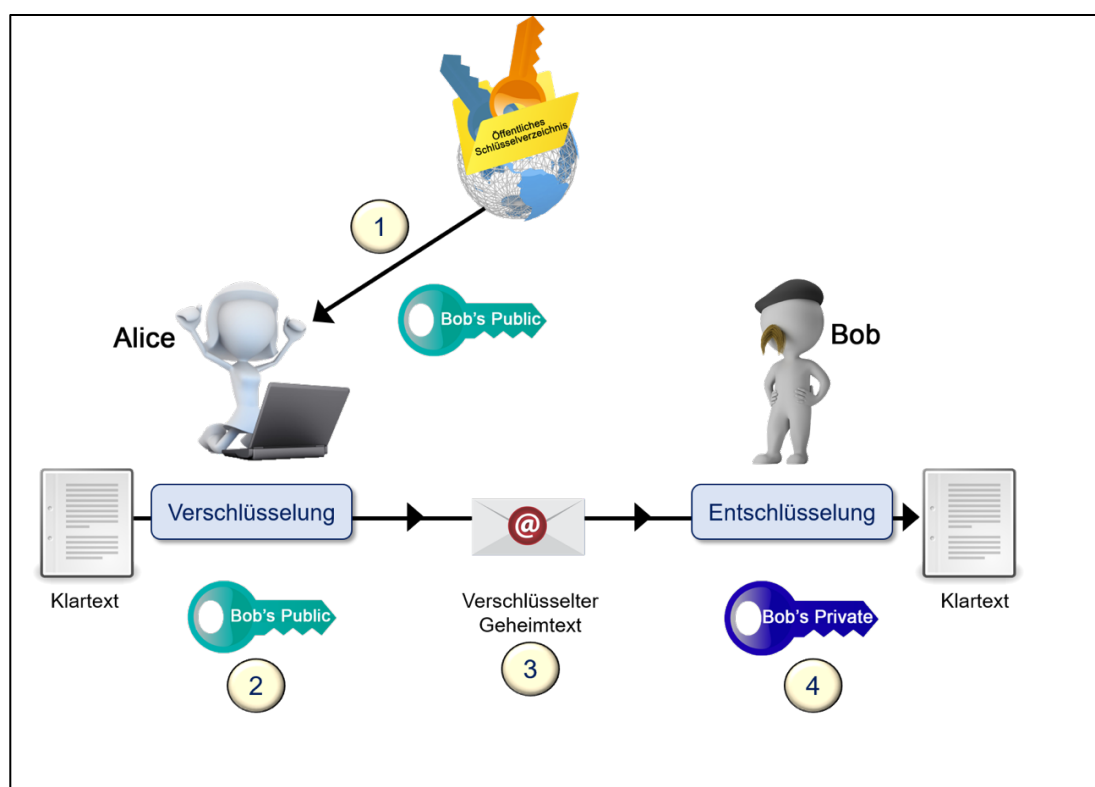 Öffentliches
Schlüsselverzeichnis
1
Alice
Bob's Public
Bob
Verschlüsselung
@
Entschlüsselung
Klartext
Bob's Public
Verschlüsselter
Geheimtext
Bob's Private
Klartext
2
3
4